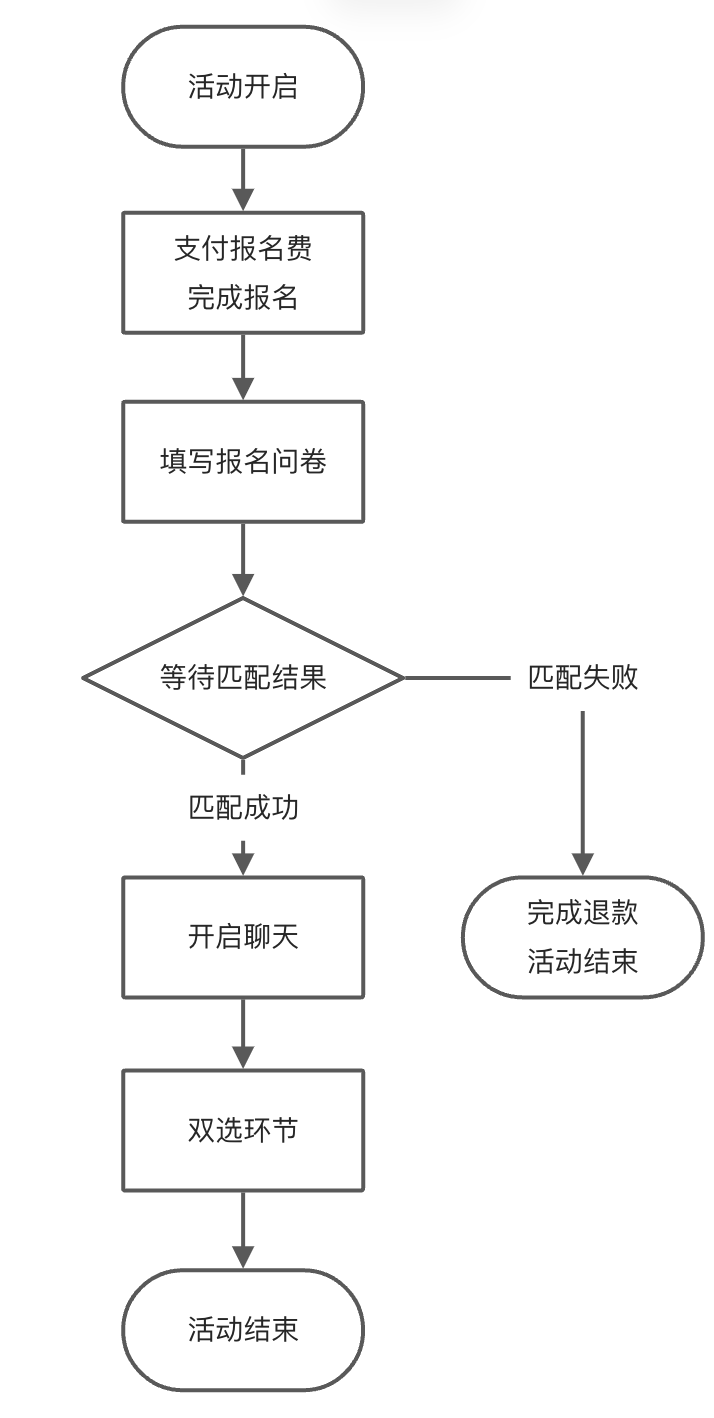 活动开启
支付报名费
完成报名
填写报名问卷
等待匹配结果
匹配失败
匹配成功
开启聊天
完成退款
活动结束
双选环节
活动结束